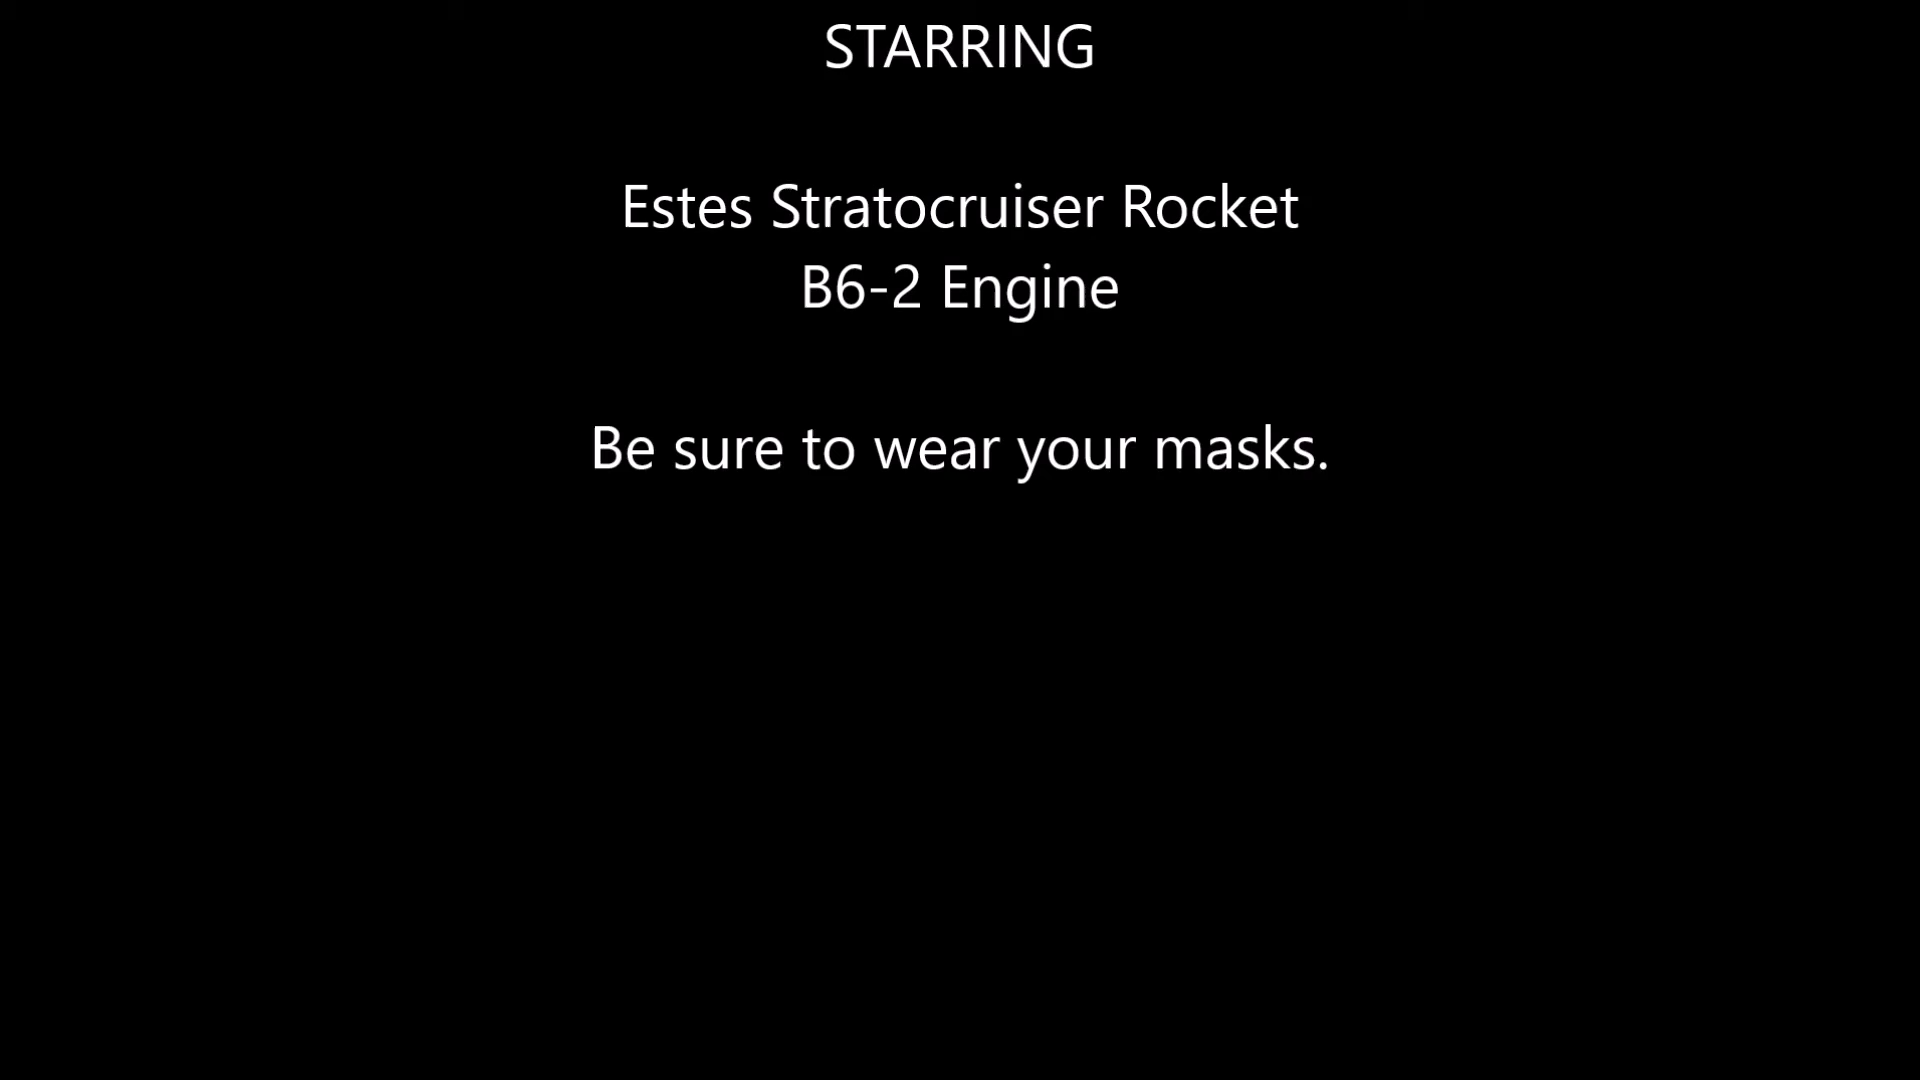 STARRING
Estes Stratocruiser Rocket
B6-2 Engine
Be sure to wear your masks.